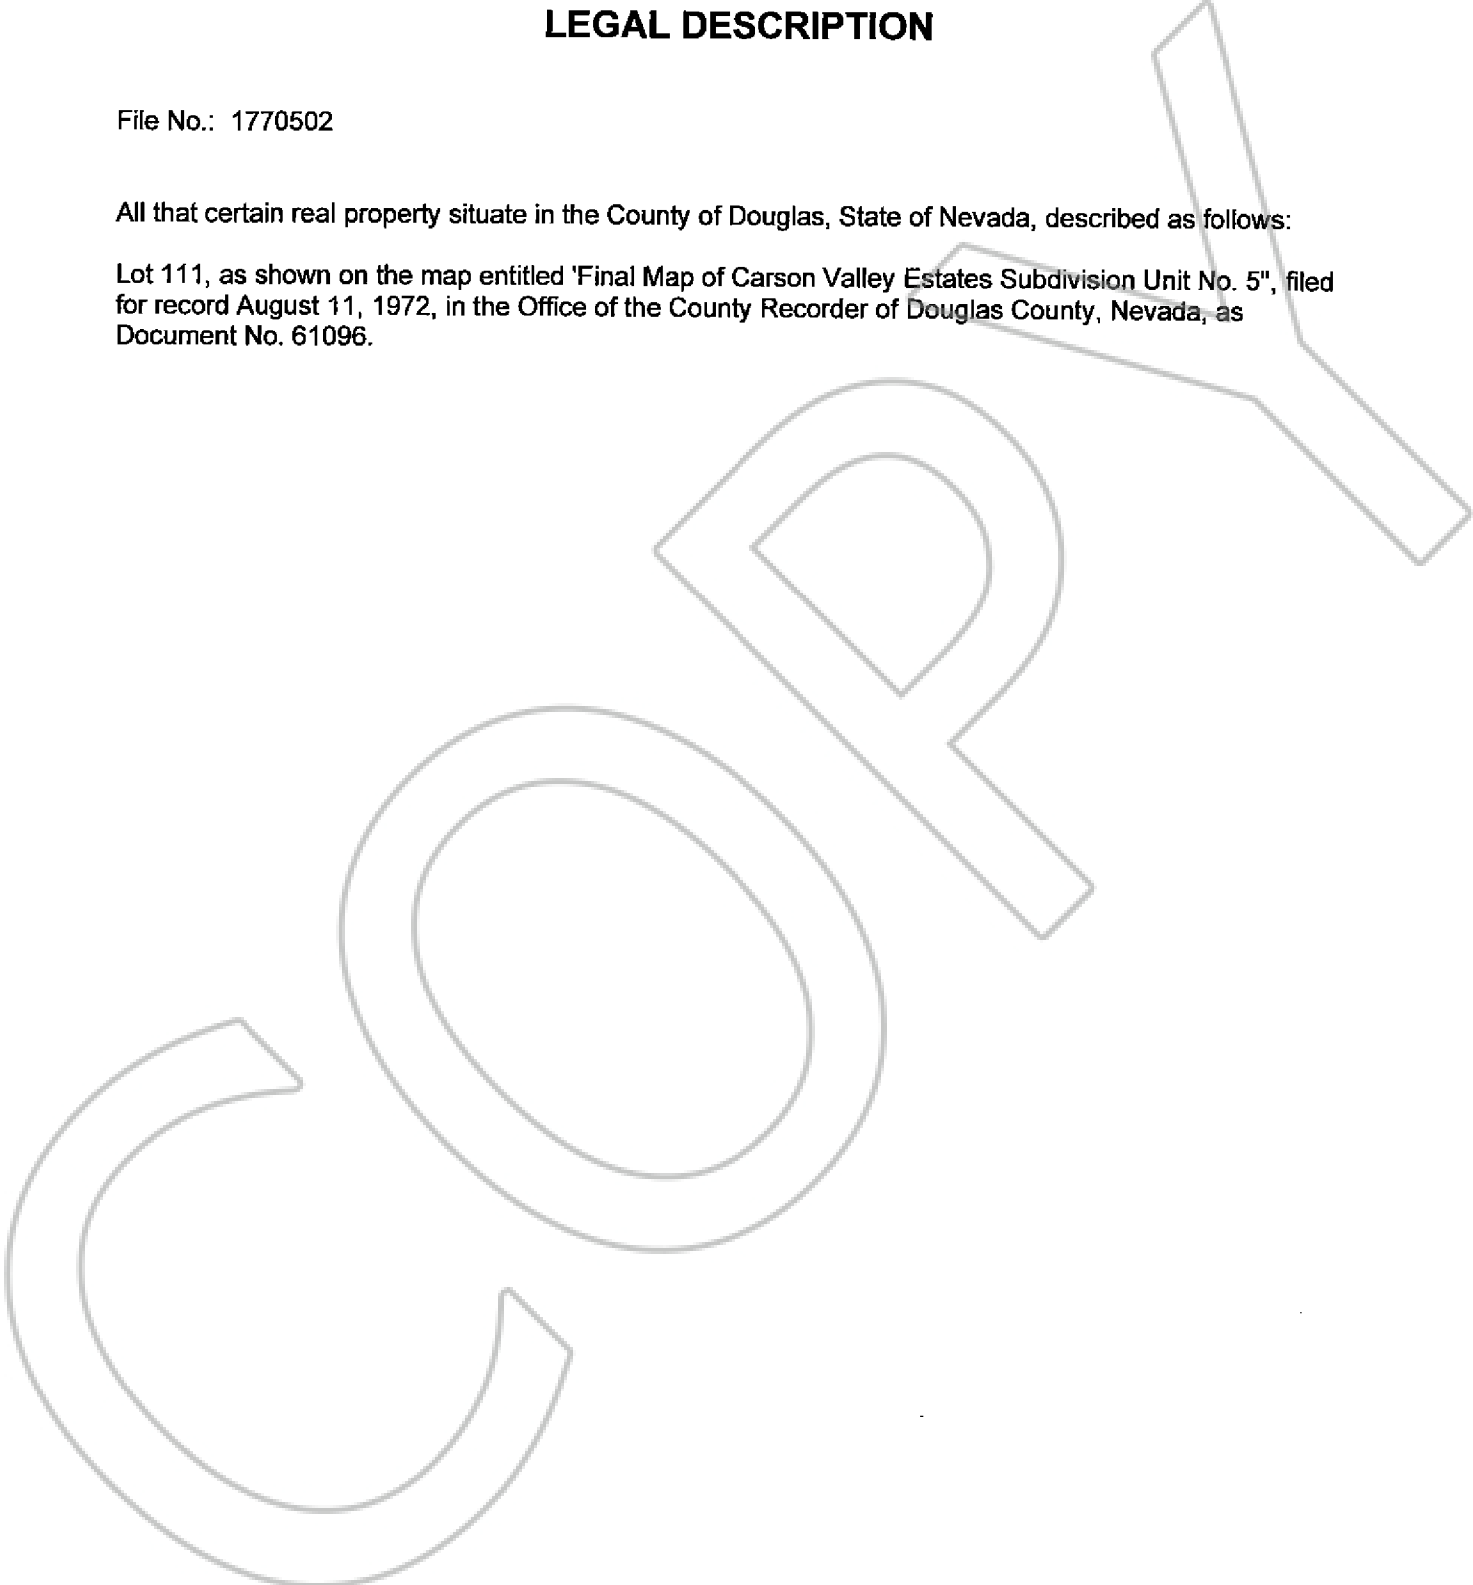 LEGAL DESCRIPTION
File No.: 1770502
All that certain real property situate in the County of Douglas, State of Nevada, described as follows:
Lot 111, as shown on the map entitled 'Final Map of Carson Valley Estates Subdivision Unit No. 5", filed
for record August 11, 1972, in the Office of the County Recorder of Douglas County, Nevada, as
Document No. 61096.
COPY